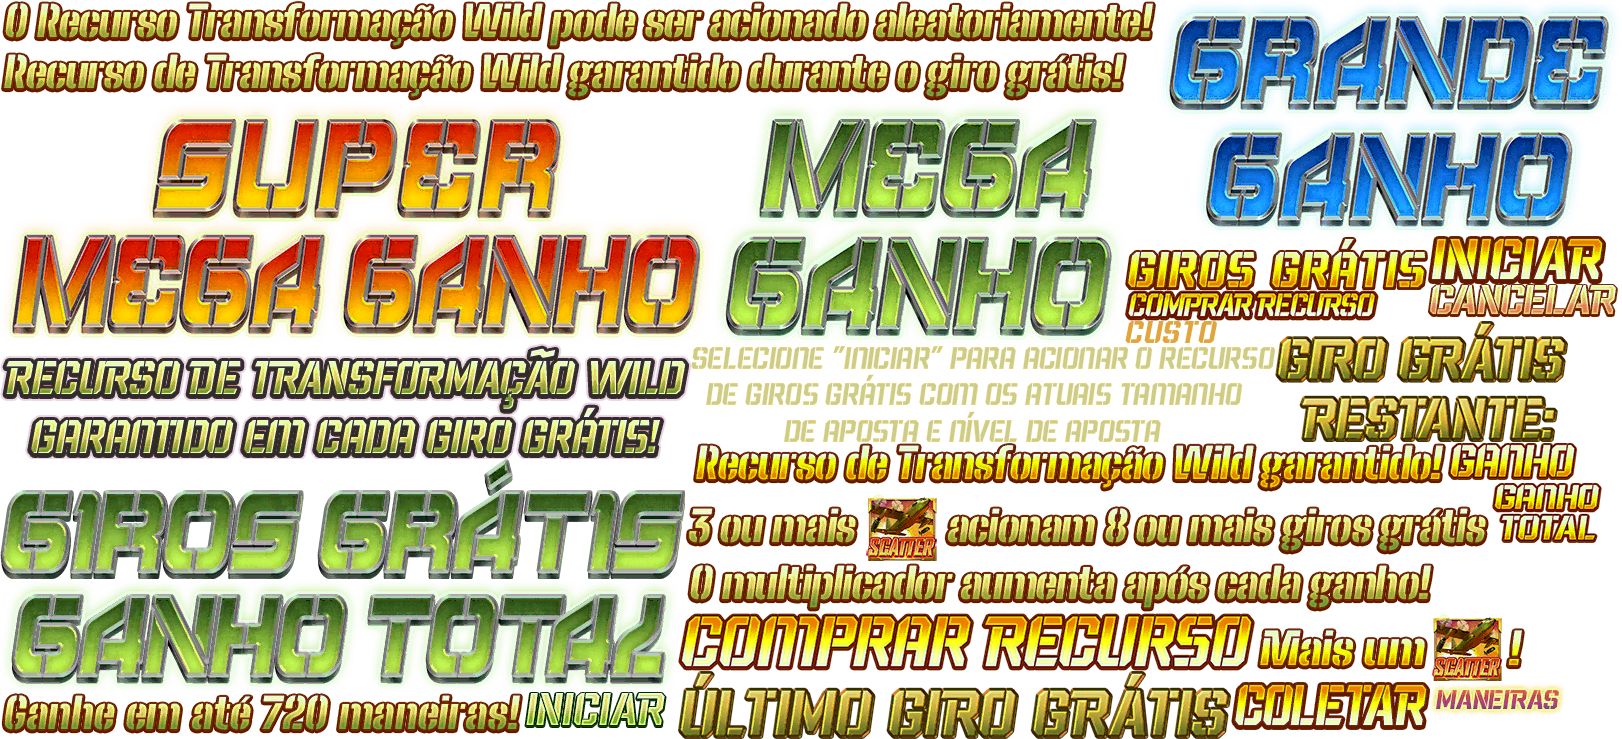 O Recurso Transformação Wild pode ser acionado aleatoriamente!
Recurso de Transformação Wild garantido durante o giro grátis!
GRANDE
GANHO
SUPER
MEGA GANHO
MEGA
GANHO
GIROS GRÁTIS
INICIAR
COMPRAR RECURSO
CANCELAR
CUSTO
SELECIONE "INICIAR" PARA ACIONAR O RECURSO
DE GIROS GRÁTIS COM OS ATUAIS TAMANHO
DE APOSTA E NÍVEL DE APOSTA
GIRO GRÁTIS
RESTANTE:
RECURSO DE TRANSFORMAÇÃO WILD
GARANTIDO EM CADA GIRO GRÁTIS!
Recurso de Transformação Wild garantido!
GANHO
GANHO
TOTAL
GIROS GRÁTIS
GANHO TOTAL
3 ou mais SCATTER acionam 8 ou mais giros grátis
O multiplicador aumenta após cada ganho!
COMPRAR RECURSO
Mais um SCATTER !
Ganhe em até 720 maneiras!
INICIAR
ÚLTIMO GIRO GRÁTIS
COLETAR
MANEIRAS